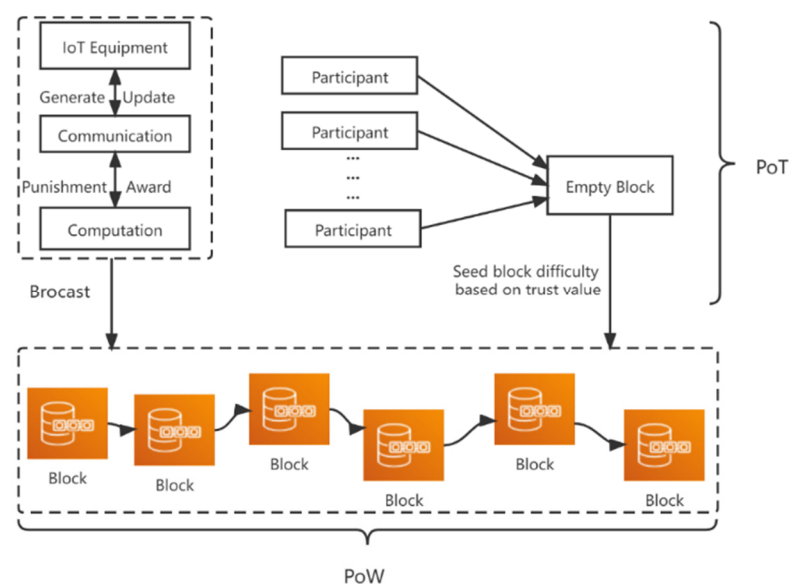 IoT Equipment
Generate Update
Communication
Punishment Award
Computation
Brocast
Participant
Participant
...
...
...
Participant
Empty Block
Seed block difficulty
based on trust value
PoT
Block
Block
Block
Block
Block
Block
PoW